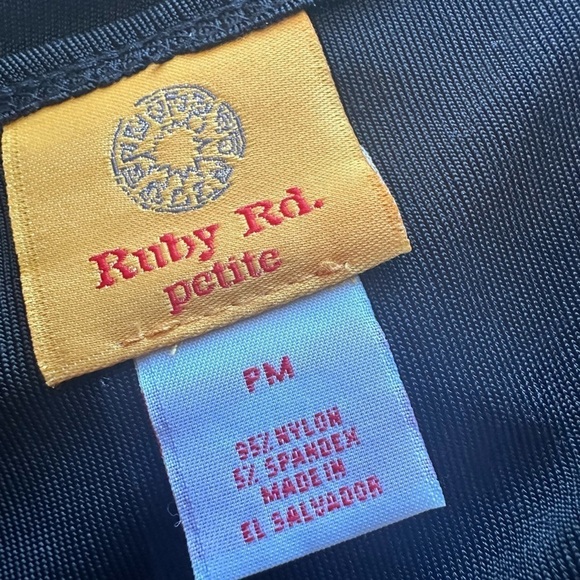 Ruby Rd.
petite
PM
95% NYLON
5% SPANDEX
MADE IN
EL SALVADOR